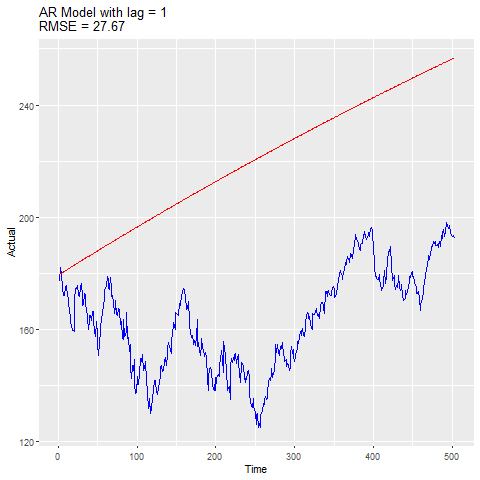 AR Model with lag = 1
RMSE = 27.67
Actual
240
200
160
120
0 100 200 300 400 500
Time